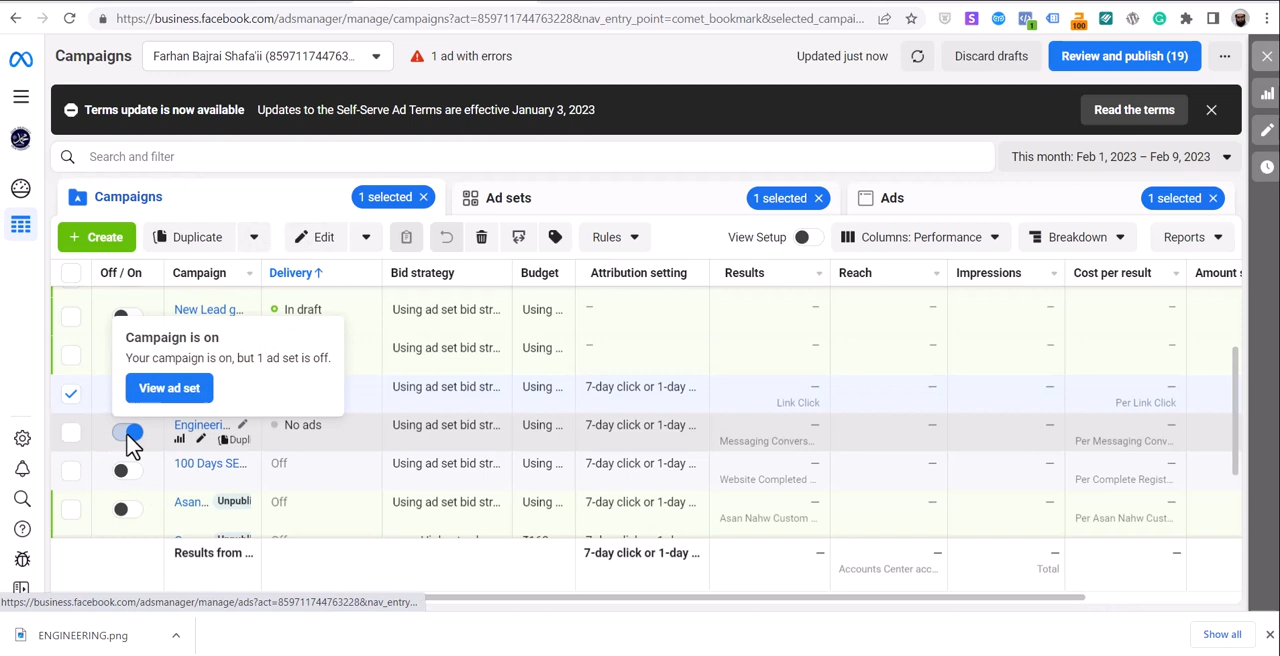 https://business.facebook.com/adsmanager/manage/campaigns?act=859711744763228&nav_entry_point=comet_bookmark&selected_campai...
Campaigns
Farhan Bajrai Shafa'ii (859711744763...
1 ad with errors
Updated just now
Discard drafts
Review and publish (19)
Terms update is now available Updates to the Self-Serve Ad Terms are effective January 3, 2023
Read the terms
Search and filter
This month: Feb 1, 2023 – Feb 9, 2023
Campaigns
1 selected
Ad sets
1 selected
Ads
1 selected
+ Create
Duplicate
Edit
Rules
View Setup
Columns: Performance
Breakdown
Reports
Off / On
Campaign
Delivery ↑
Bid strategy
Budget
Attribution setting
Results
Reach
Impressions
Cost per result
Amount s
New Lead g...
In draft
Using ad set bid str...
Using ...
–
–
–
–
–
Campaign is on
Your campaign is on, but 1 ad set is off.
View ad set
Using ad set bid str...
Using ...
–
–
–
–
–
Using ad set bid str...
Using ...
7-day click or 1-day ...
—
Link Click
—
—
—
Per Link Click
Engineeri...
Dupl
No ads
Using ad set bid str...
Using ...
7-day click or 1-day ...
—
Messaging Convers...
—
—
—
Per Messaging Conv...
100 Days SE...
Off
Using ad set bid str...
Using ...
7-day click or 1-day ...
—
Website Completed ...
—
—
—
Per Complete Regist...
Asan...
Unpubl
Off
Using ad set bid str...
Using ...
7-day click or 1-day ...
—
Asan Nahw Custom ...
—
—
—
Per Asan Nahw Cust...
Results from ...
7-day click or 1-day ...
—
—
Accounts Center acc...
—
Total
—
https://business.facebook.com/adsmanager/manage/ads?act=859711744763228&nav_entry...
ENGINEERING.png
Show all
1
100